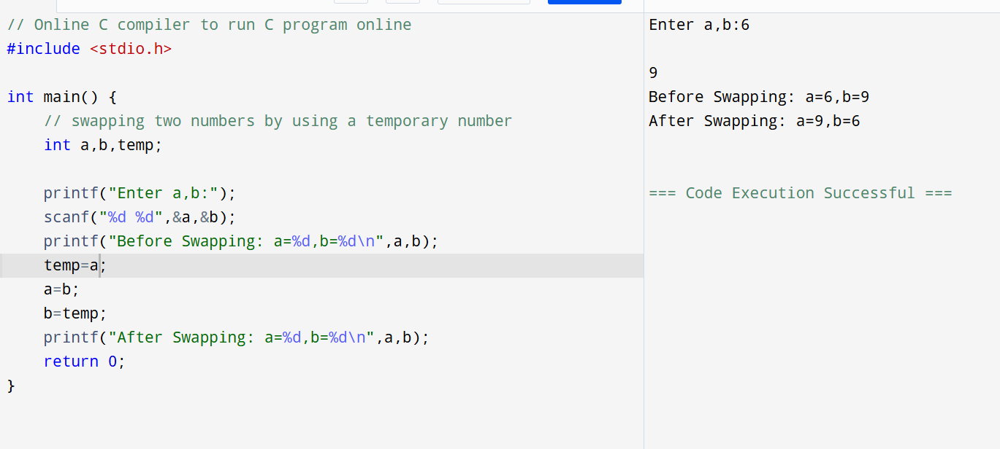 // Online C compiler to run C program online
#include <stdio.h>

int main() {
    // swapping two numbers by using a temporary number
    int a,b,temp;

    printf("Enter a,b:");
    scanf("%d %d",&a,&b);
    printf("Before Swapping: a=%d,b=%d\n",a,b);
    temp=a;
    a=b;
    b=temp;
    printf("After Swapping: a=%d,b=%d\n",a,b);
    return 0;
}

Enter a,b:6

9
Before Swapping: a=6,b=9
After Swapping: a=9,b=6


=== Code Execution Successful ===